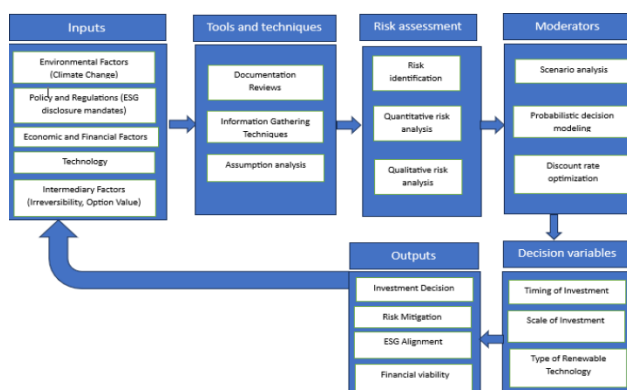 Inputs
Environmental Factors
(Climate Change)
Policy and Regulations (ESG
disclosure mandates)
Economic and Financial Factors
Technology
Intermediary Factors
(Irreversibility, Option Value)
Tools and techniques
Documentation
Reviews
Information Gathering
Techniques
Assumption analysis
Risk assessment
Risk
identification
Quantitative risk
analysis
Qualitative risk
analysis
Moderators
Scenario analysis
Probabilistic decision
modeling
Discount rate
optimization
Decision variables
Timing of Investment
Scale of Investment
Type of Renewable
Technology
Outputs
Investment Decision
Risk Mitigation
ESG Alignment
Financial viability